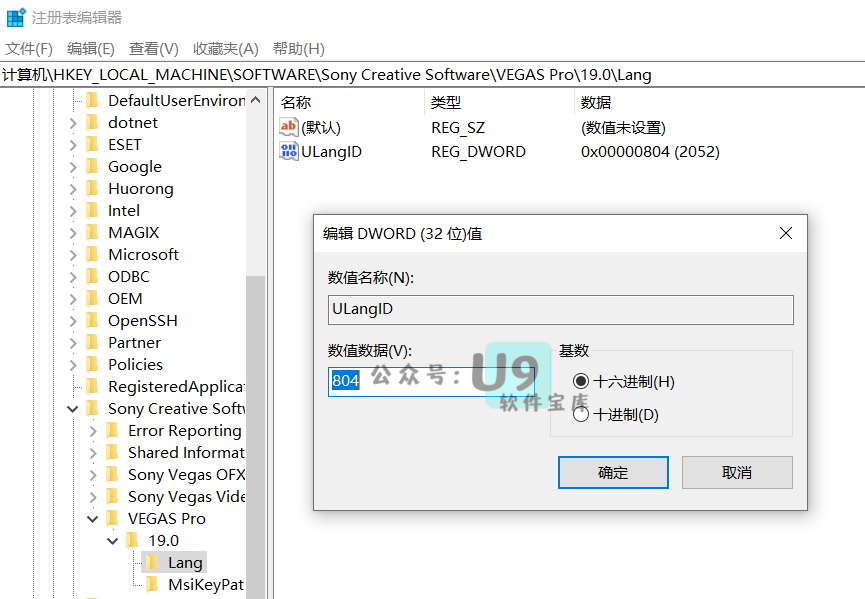 注册表编辑器
文件(F) 编辑(E) 查看(V) 收藏夹(A) 帮助(H)
计算机\HKEY_LOCAL_MACHINE\SOFTWARE\Sony Creative Software\VEGAS Pro\19.0\Lang
DefaultUserEnviron
dotnet
ESET
Google
Huorong
Intel
MAGIX
Microsoft
ODBC
OEM
OpenSSH
Partner
Policies
RegisteredApplicat
Sony Creative Softw
Error Reporting
Shared Informat
Sony Vegas OFX
Sony Vegas Vide
VEGAS Pro
19.0
Lang
MsiKeyPat
名称 类型 数据
(默认) REG_SZ (数值未设置)
ULangID REG_DWORD 0x00000804 (2052)
编辑 DWORD (32 位)值
数值名称(N):
ULangID
数值数据(V):
804
基数
十六进制(H)
十进制(D)
确定 取消
公众号: U9
软件宝库